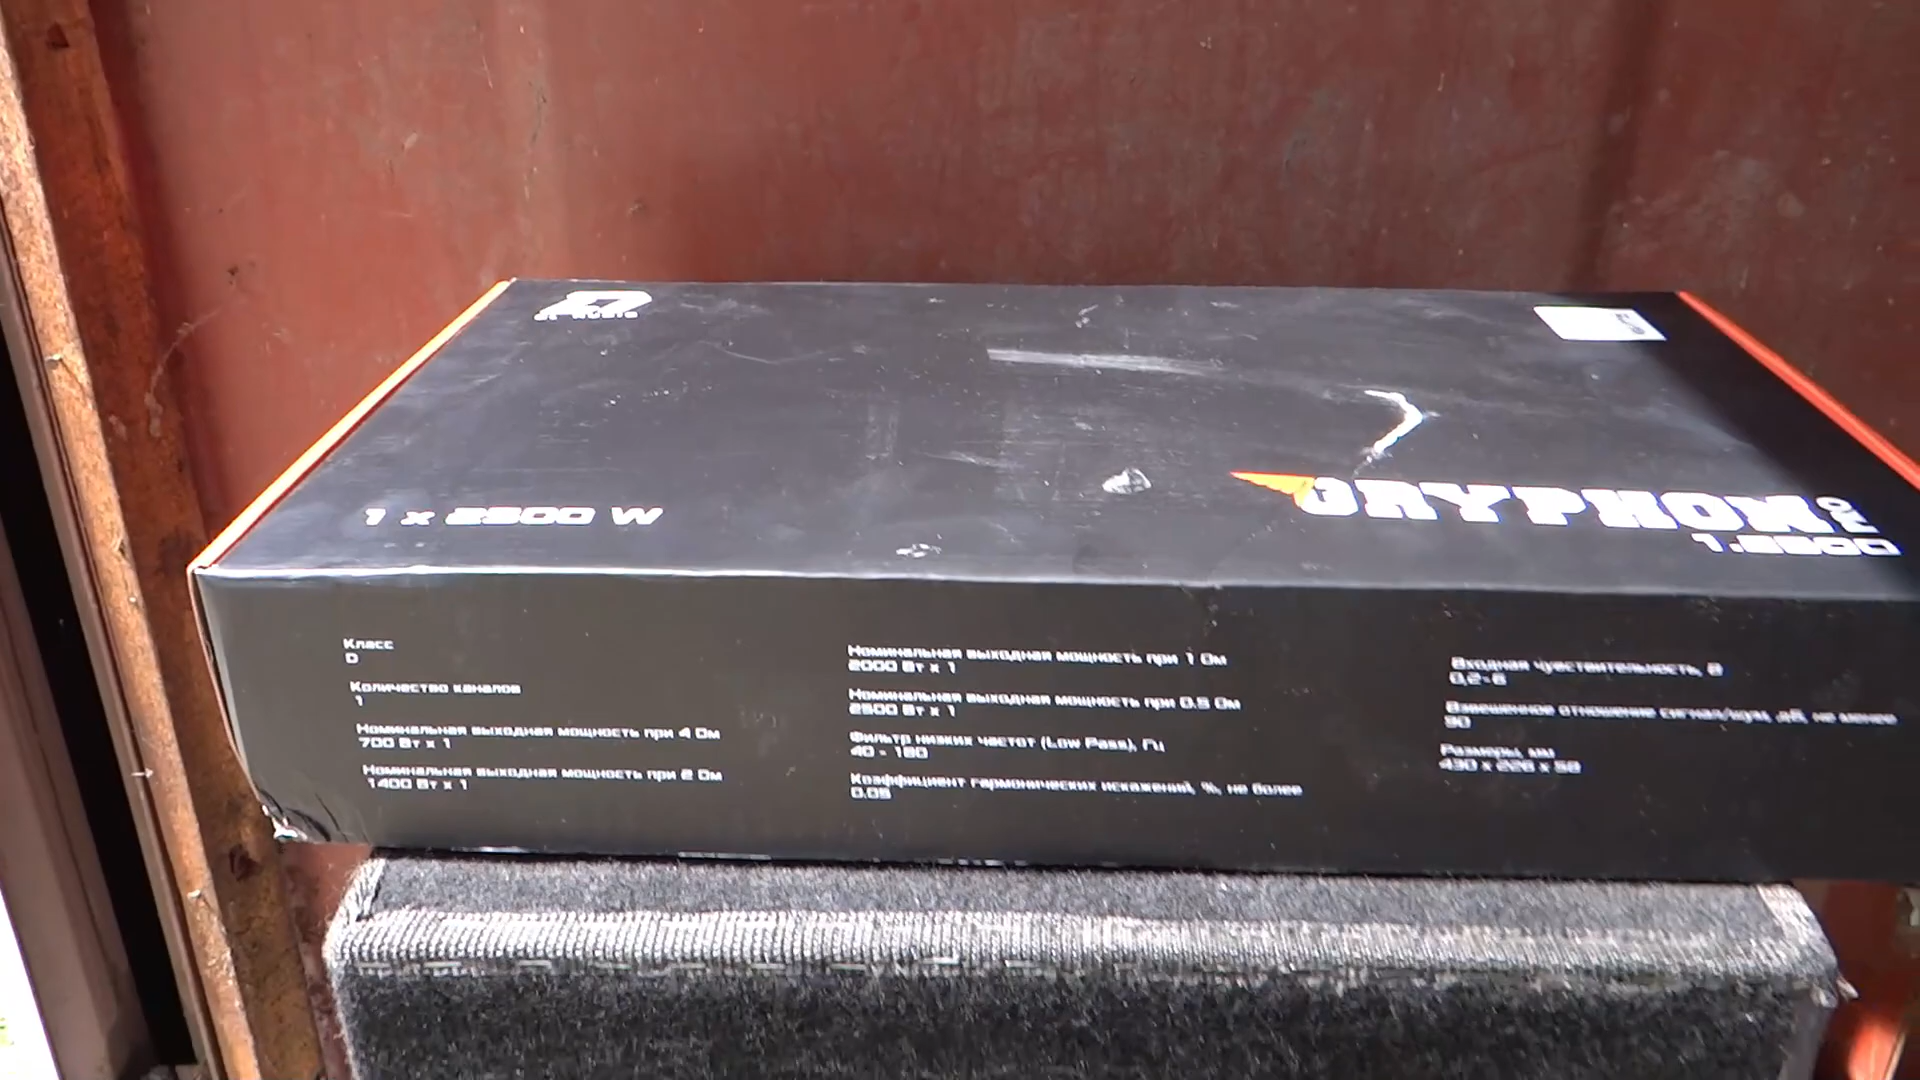 DL AUDIO
1 x 2500 W
GRYPHON
1.2500
Класс
D
Количество каналов
1
Номинальная выходная мощность при 4 Ом
700 Вт x 1
Номинальная выходная мощность при 2 Ом
1400 Вт x 1
Номинальная выходная мощность при 1 Ом
2000 Вт x 1
Номинальная выходная мощность при 0.5 Ом
2500 Вт x 1
Фильтр низких частот (Low Pass), Гц
40 - 180
Коэффициент гармонических искажений, %, не более
0.05
Входная чувствительность, В
0,2-6
Взвешенное отношение сигнал/шум, дБ, не менее
90
Размеры, мм
430 x 226 x 58